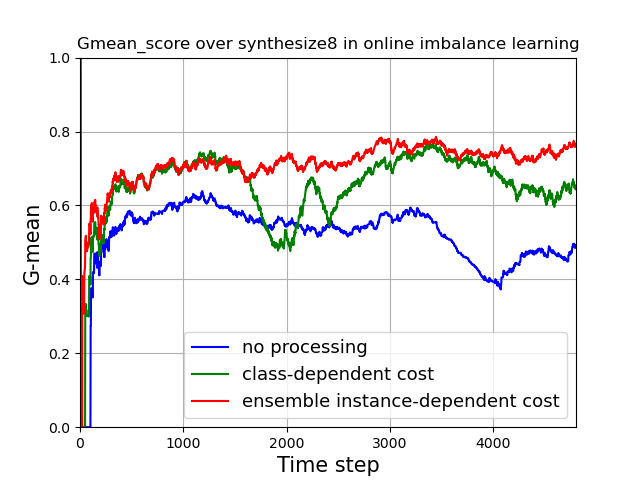 Gmean_score over synthesize8 in online imbalance learning
1.0
0.8
0.6
0.4
0.2
0.0
G-mean
no processing
class-dependent cost
ensemble instance-dependent cost
0 1000 2000 3000 4000
Time step